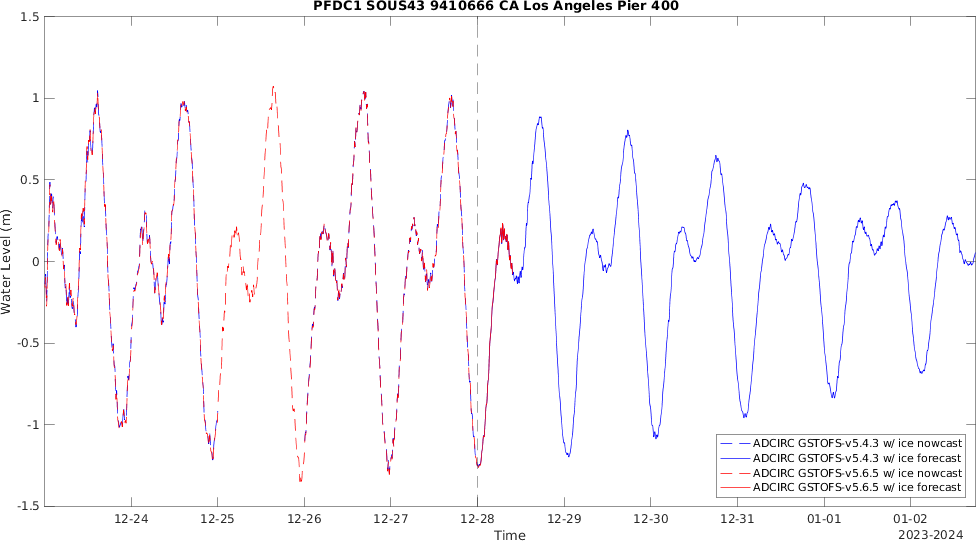 PFDC1 SOUS43 9410666 CA Los Angeles Pier 400
1.5
1
0.5
0
-0.5
-1
-1.5
Water Level (m)
12-24
12-25
12-26
12-27
12-28
12-29
12-30
12-31
01-01
01-02
Time
2023-2024
ADCIRC GSTOFS-v5.4.3 w/ ice nowcast
ADCIRC GSTOFS-v5.4.3 w/ ice forecast
ADCIRC GSTOFS-v5.6.5 w/ ice nowcast
ADCIRC GSTOFS-v5.6.5 w/ ice forecast